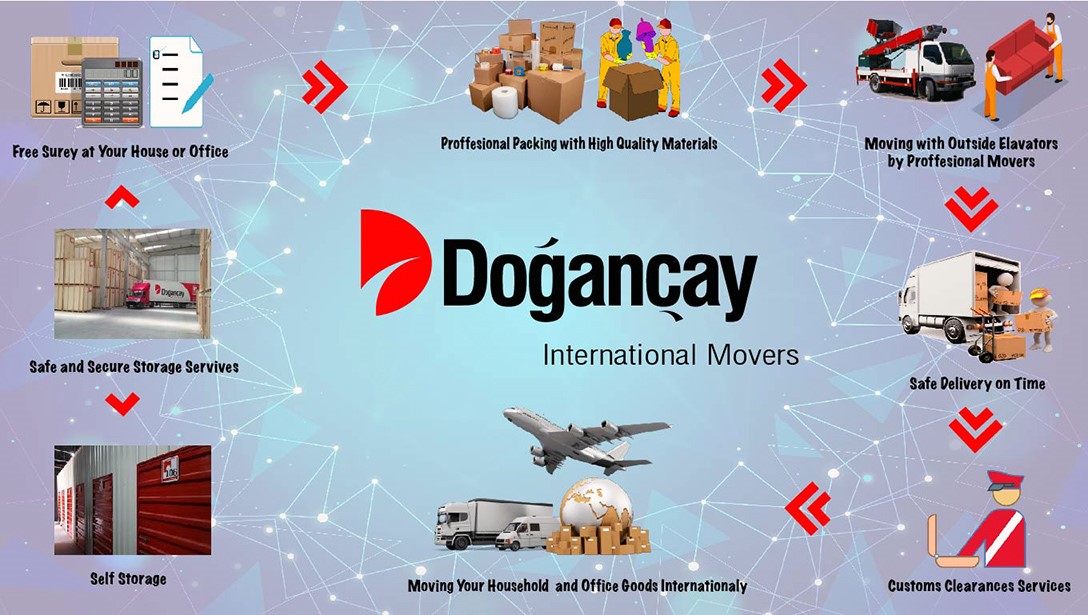 Free Surey at Your House or Office
Proffesional Packing with High Quality Materials
Moving with Outside Elavators
by Proffesional Movers
Doğançay
International Movers
Doğançay
Safe and Secure Storage Servives
Safe Delivery on Time
Self Storage
Moving Your Household and Office Goods Internationaly
Customs Clearances Services